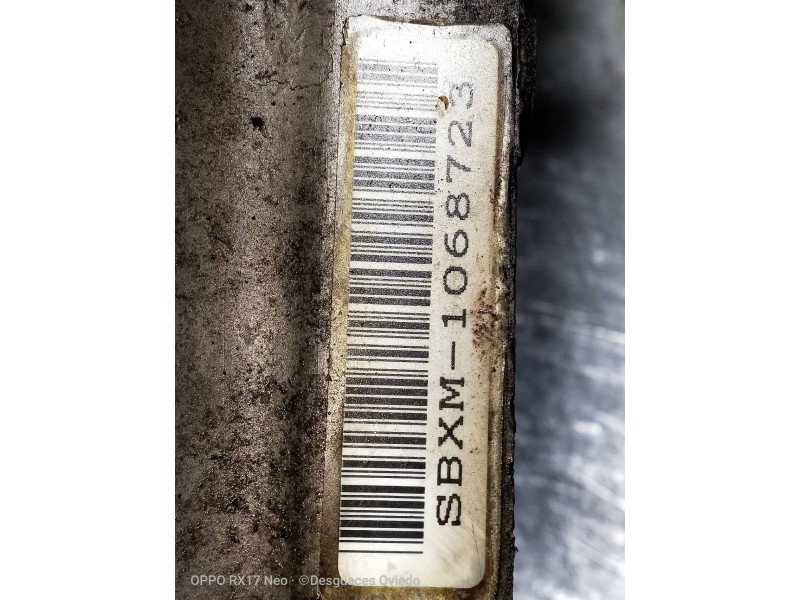 SBXM-1068723
OPPO RX17 Neo · ©Desguaces Oviedo